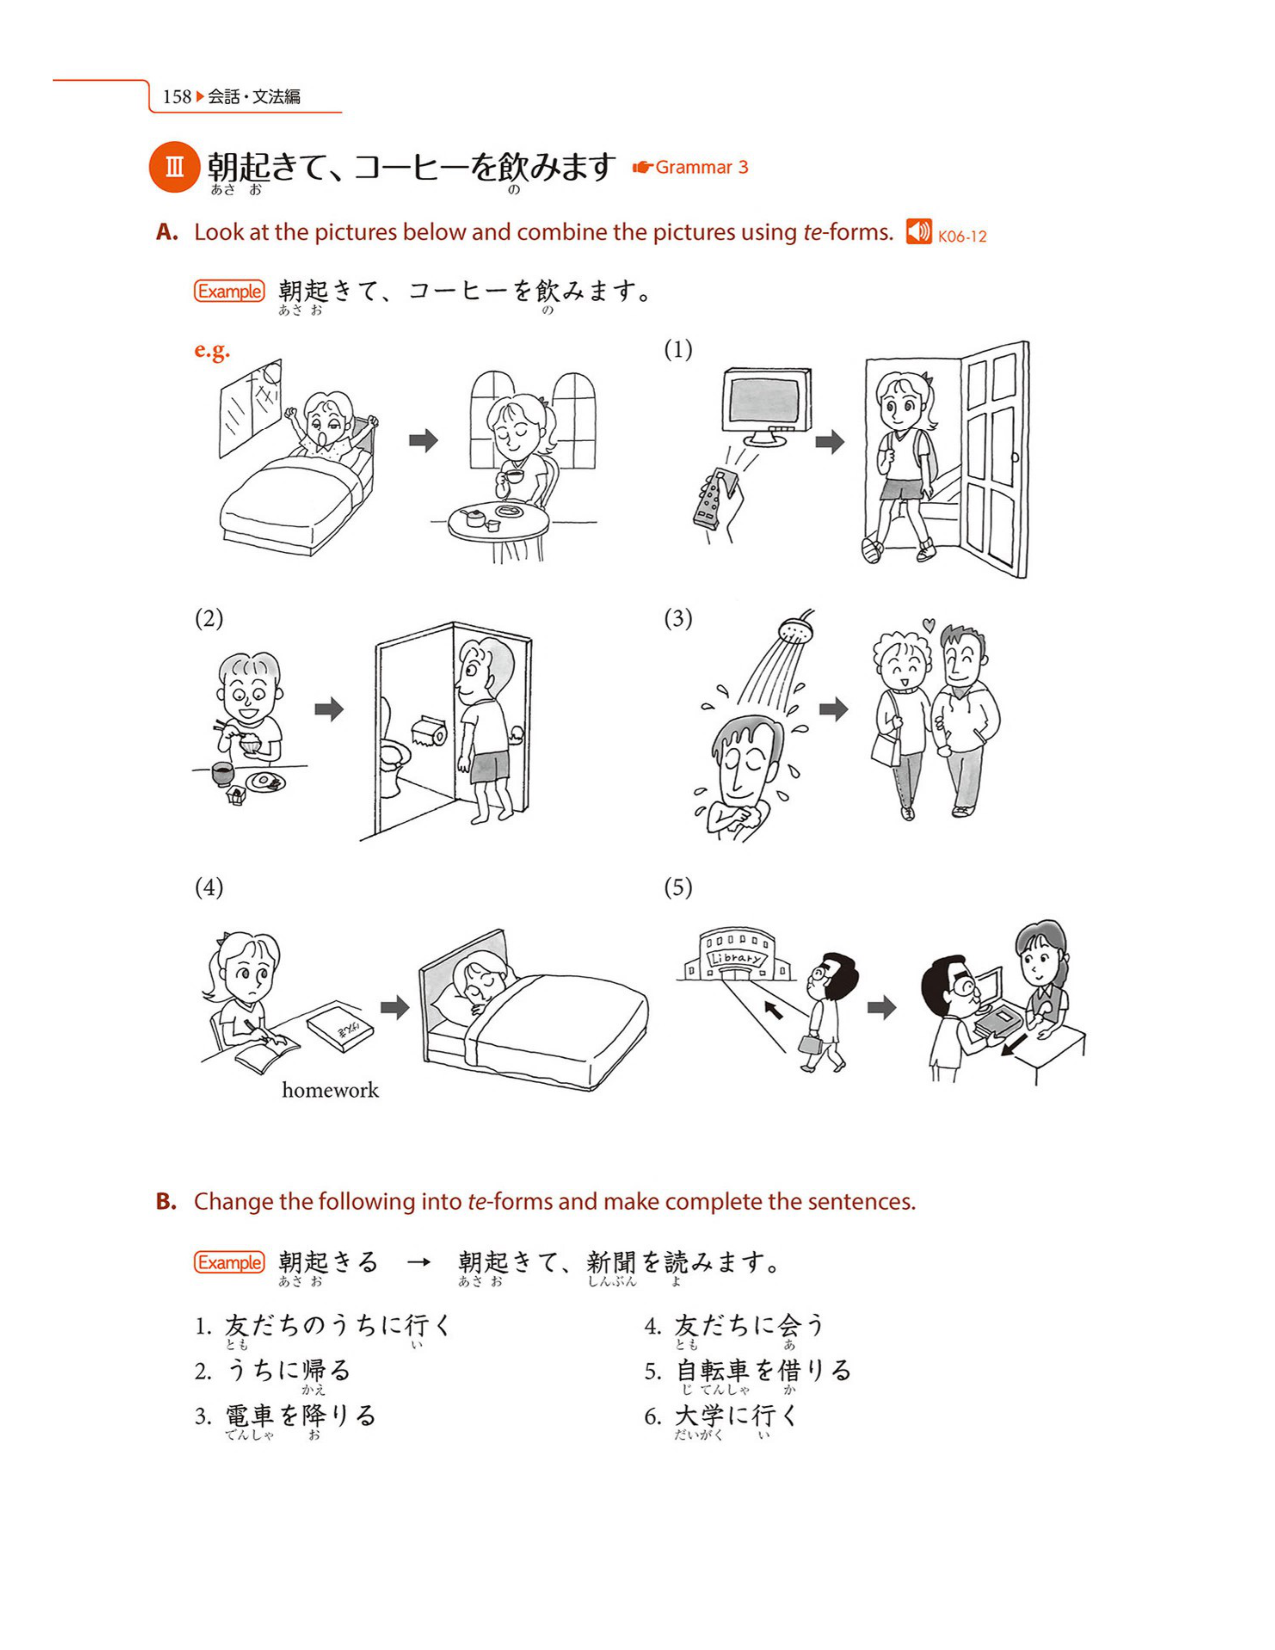 158▶会話・文法編
Ⅲ 朝起きて、コーヒーを飲みます ☛Grammar 3
あさ お の
A. Look at the pictures below and combine the pictures using te-forms. K06-12
Example 朝起きて、コーヒーを飲みます。
あさ お の
e.g.
(1)
(2)
(3)
(4)
(5)
Library
homework
B. Change the following into te-forms and make complete the sentences.
Example 朝起きる → 朝起きて、新聞を読みます。
あさ お あさ お しんぶん よ
1. 友だちのうちに行く
とも い
2. うちに帰る
かえ
3. 電車を降りる
でんしゃ お
4. 友だちに会う
とも あ
5. 自転車を借りる
じ てんしゃ か
6. 大学に行く
だいがく い